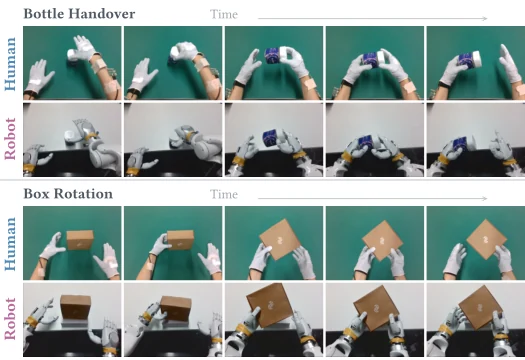 Bottle Handover
Time
Human
Robot
Box Rotation
Time
Human
Robot